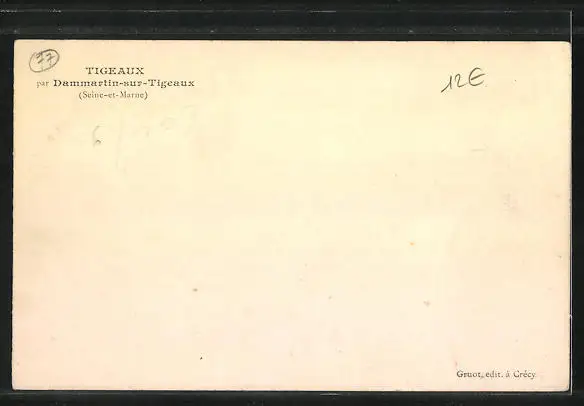 77
TIGEAUX
par Dammartin-sur-Tigeaux
(Seine-et-Marne)
12€
Gruot, edit. à Crécy.